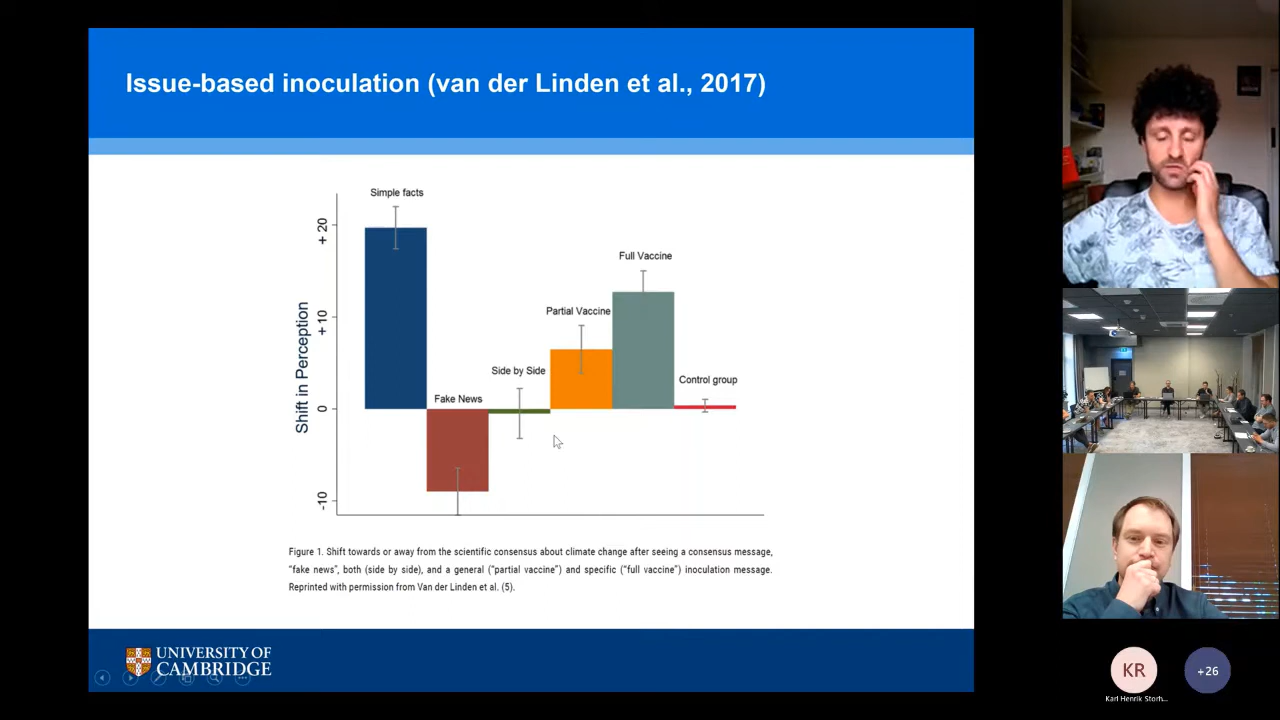 Issue-based inoculation (van der Linden et al., 2017)
Simple facts
Full Vaccine
Partial Vaccine
Side by Side
Control group
Fake News
Shift in Perception
+ 20
+ 10
0
-10
Figure 1. Shift towards or away from the scientific consensus about climate change after seeing a consensus message,
“fake news”, both (side by side), and a general (“partial vaccine”) and specific (“full vaccine”) inoculation message.
Reprinted with permission from Van der Linden et al. (5).
UNIVERSITY OF
CAMBRIDGE
KR
+26
Karl Henrik Storh...